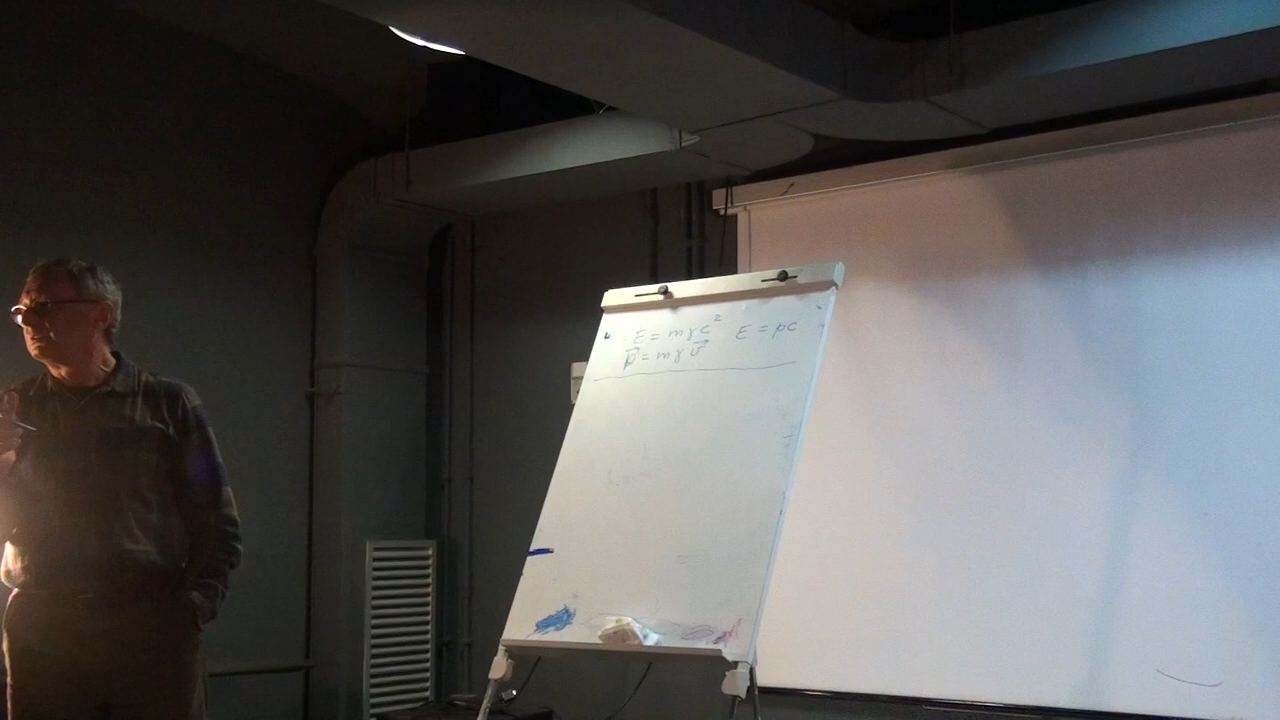 E = mγc² E = pc
p⃗ = mγv⃗